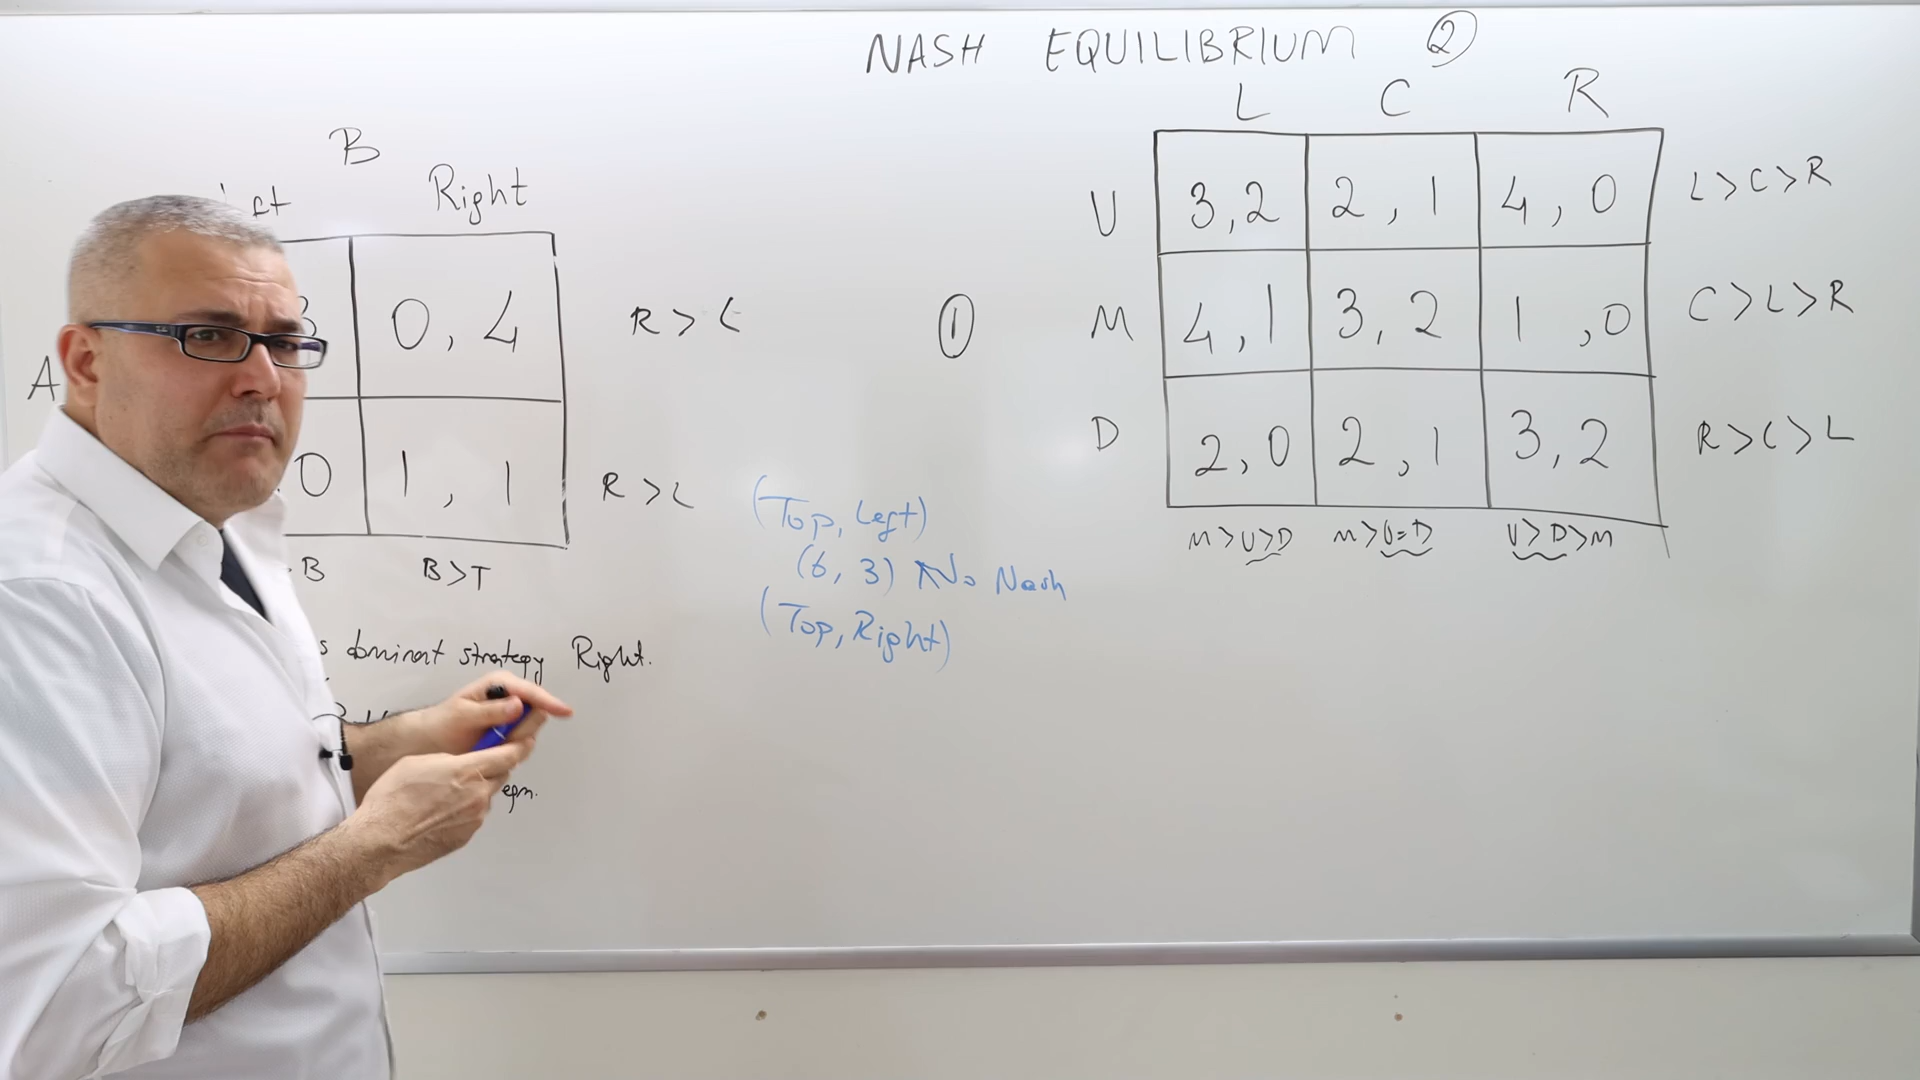 NASH EQUILIBRIUM 2
B
Right
A
0, 4
R > L
0
1, 1
R > L
B
B > T
dominant strategy Right.
(Top, Left)
(6, 3) No Nash
(Top, Right)
1
L C R
U 3, 2 2, 1 4, 0 L > C > R
M 4, 1 3, 2 1, 0 C > L > R
D 2, 0 2, 1 3, 2 R > C > L
M > U > D M > U = D U > D > M